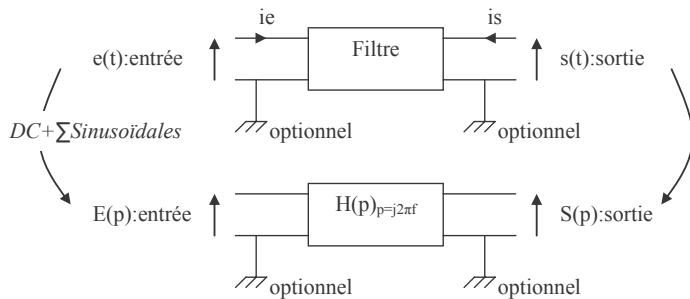 ie is
e(t):entrée Filtre s(t):sortie
optionnel optionnel
DC+∑Sinusoïdales
E(p):entrée H(p)p=j2πf S(p):sortie
optionnel optionnel